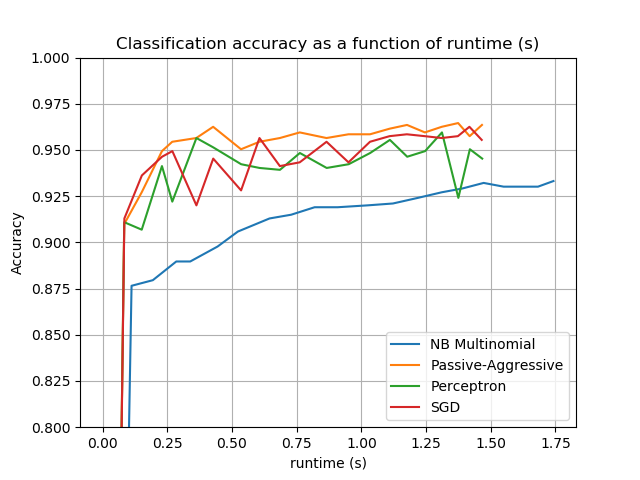 Classification accuracy as a function of runtime (s)
1.000
0.975
0.950
0.925
0.900
0.875
0.850
0.825
0.800
Accuracy
NB Multinomial
Passive-Aggressive
Perceptron
SGD
0.00 0.25 0.50 0.75 1.00 1.25 1.50 1.75
runtime (s)